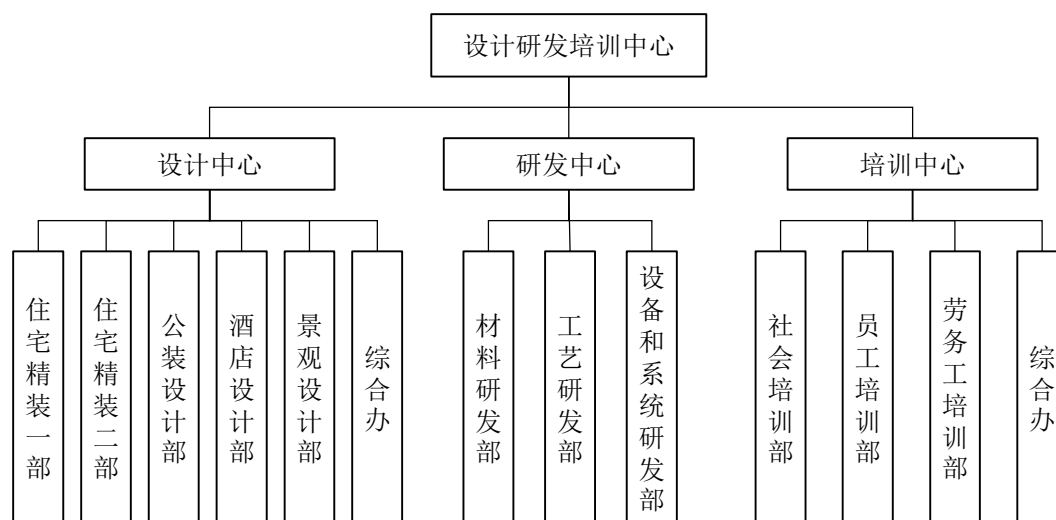 设计研发培训中心
设计中心
研发中心
培训中心
住宅精装一部
住宅精装二部
公装设计部
酒店设计部
景观设计部
综合办
材料研发部
工艺研发部
设备和系统研发部
社会培训部
员工培训部
劳务工培训部
综合办